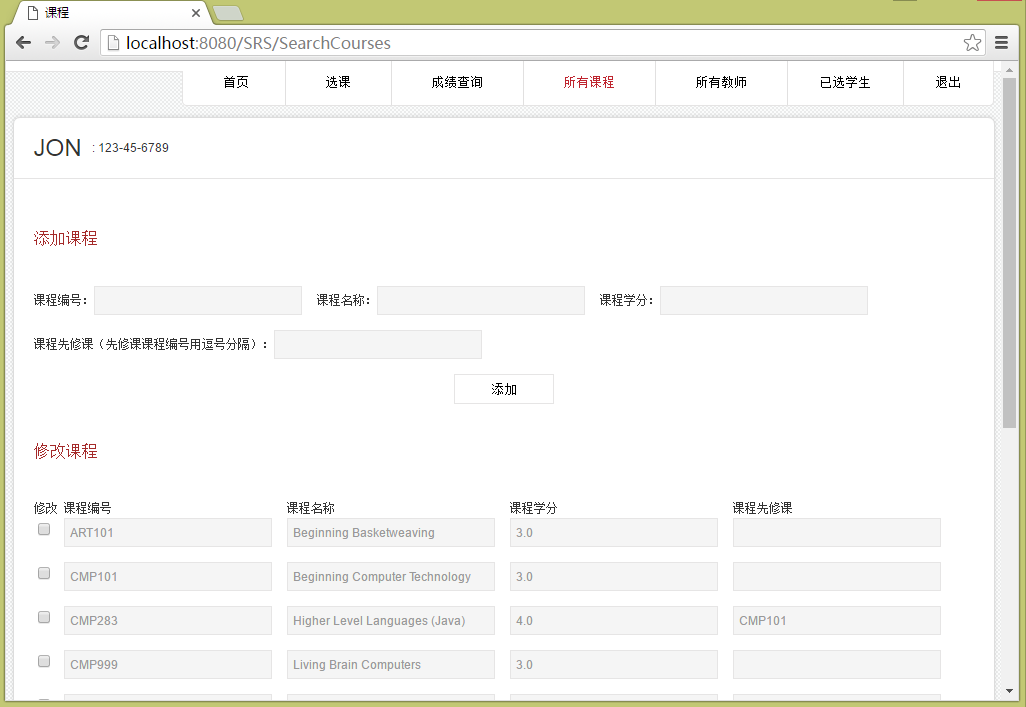 课程
localhost:8080/SRS/SearchCourses
首页 选课 成绩查询 所有课程 所有教师 已选学生 退出
JON : 123-45-6789
添加课程
课程编号： 课程名称： 课程学分：
课程先修课（先修课课程编号用逗号分隔）：
添加
修改课程
修改 课程编号 课程名称 课程学分 课程先修课
ART101 Beginning Basketweaving 3.0
CMP101 Beginning Computer Technology 3.0
CMP283 Higher Level Languages (Java) 4.0 CMP101
CMP999 Living Brain Computers 3.0